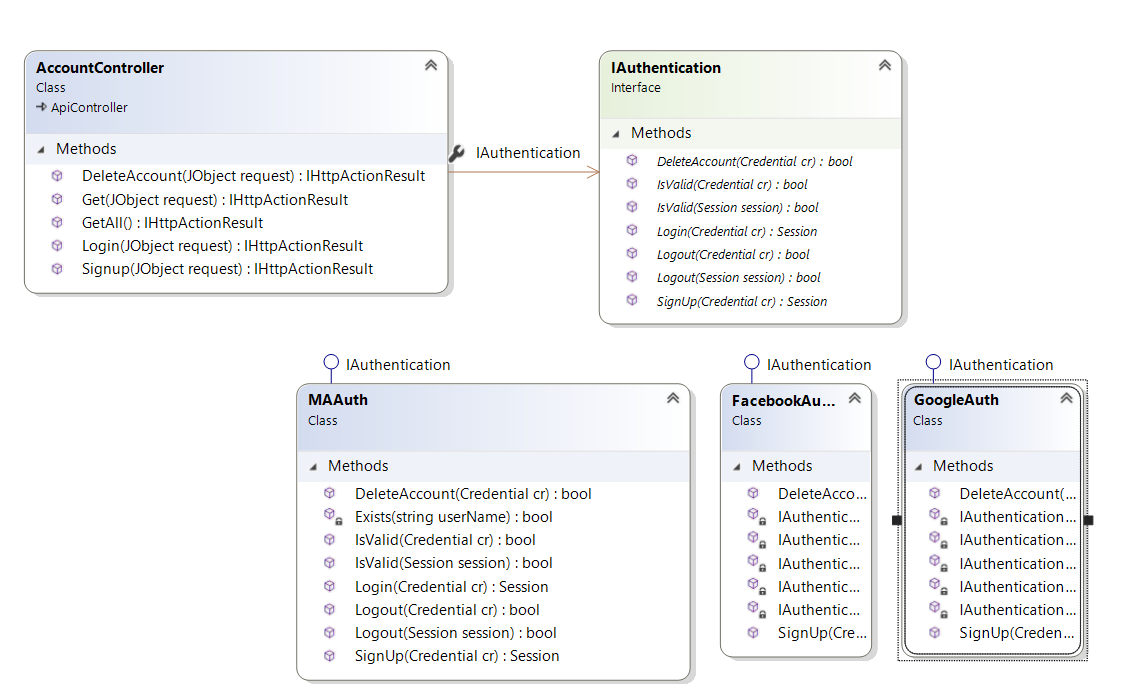 AccountController
Class
ApiController
Methods
DeleteAccount(JObject request) : IHttpActionResult
Get(JObject request) : IHttpActionResult
GetAll() : IHttpActionResult
Login(JObject request) : IHttpActionResult
Signup(JObject request) : IHttpActionResult
IAuthentication
IAuthentication
Interface
Methods
DeleteAccount(Credential cr) : bool
IsValid(Credential cr) : bool
IsValid(Session session) : bool
Login(Credential cr) : Session
Logout(Credential cr) : bool
Logout(Session session) : bool
SignUp(Credential cr) : Session
IAuthentication
MAAuth
Class
Methods
DeleteAccount(Credential cr) : bool
Exists(string userName) : bool
IsValid(Credential cr) : bool
IsValid(Session session) : bool
Login(Credential cr) : Session
Logout(Credential cr) : bool
Logout(Session session) : bool
SignUp(Credential cr) : Session
IAuthentication
FacebookAu...
Class
Methods
DeleteAcco...
IAuthentic...
IAuthentic...
IAuthentic...
IAuthentic...
IAuthentic...
SignUp(Cre...
IAuthentication
GoogleAuth
Class
Methods
DeleteAccount(...
IAuthentication...
IAuthentication...
IAuthentication...
IAuthentication...
IAuthentication...
SignUp(Creden...